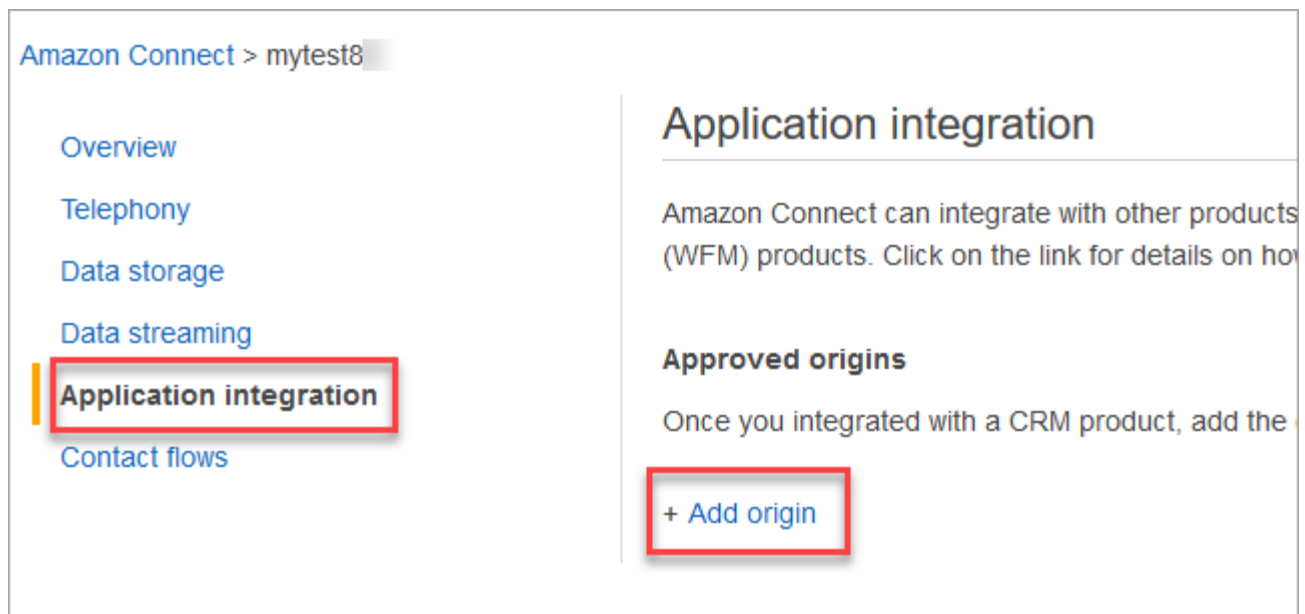 Amazon Connect > mytest8
Overview
Telephony
Data storage
Data streaming
Application integration
Contact flows
Application integration
Amazon Connect can integrate with other products
(WFM) products. Click on the link for details on
Approved origins
Once you integrated with a CRM product, add the
+ Add origin